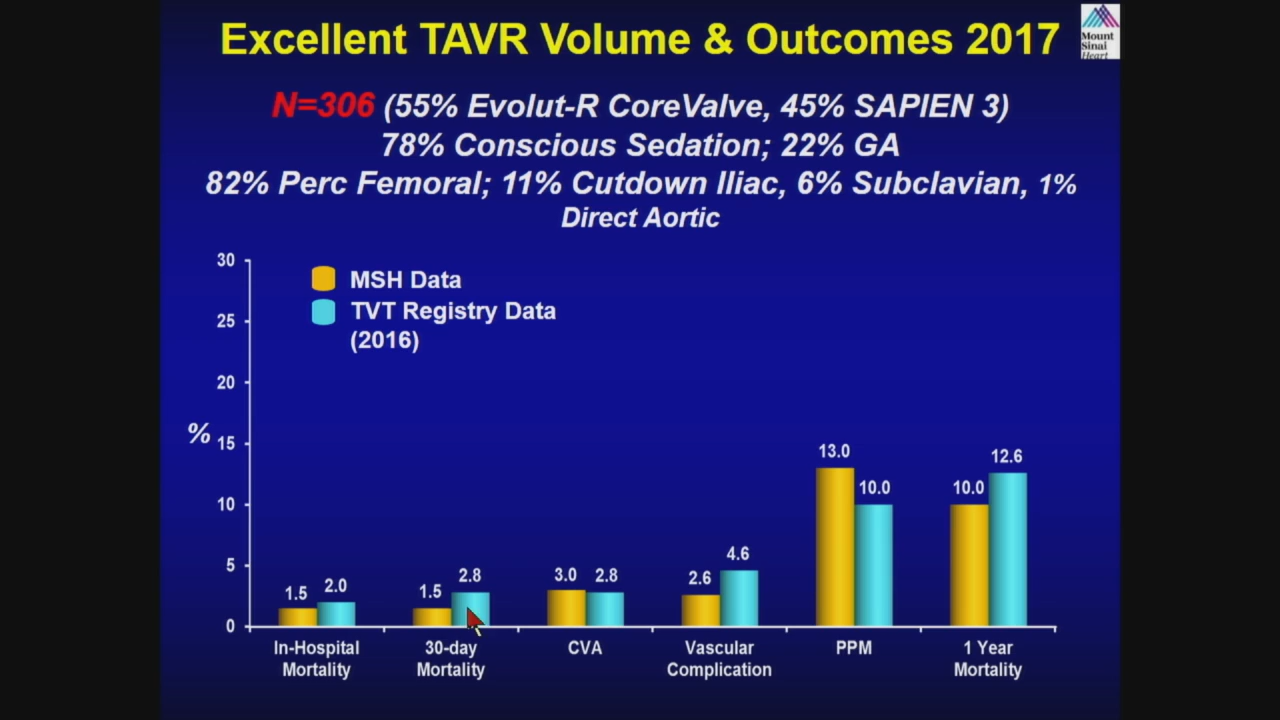 Excellent TAVR Volume & Outcomes 2017
Mount
Sinai
Heart
N=306 (55% Evolut-R CoreValve, 45% SAPIEN 3)
78% Conscious Sedation; 22% GA
82% Perc Femoral; 11% Cutdown Iliac, 6% Subclavian, 1%
Direct Aortic
MSH Data
TVT Registry Data
(2016)
%
30
25
20
15
10
5
0
1.5 2.0
1.5 2.8
3.0 2.8
2.6 4.6
13.0 10.0
10.0 12.6
In-Hospital
Mortality
30-day
Mortality
CVA
Vascular
Complication
PPM
1 Year
Mortality